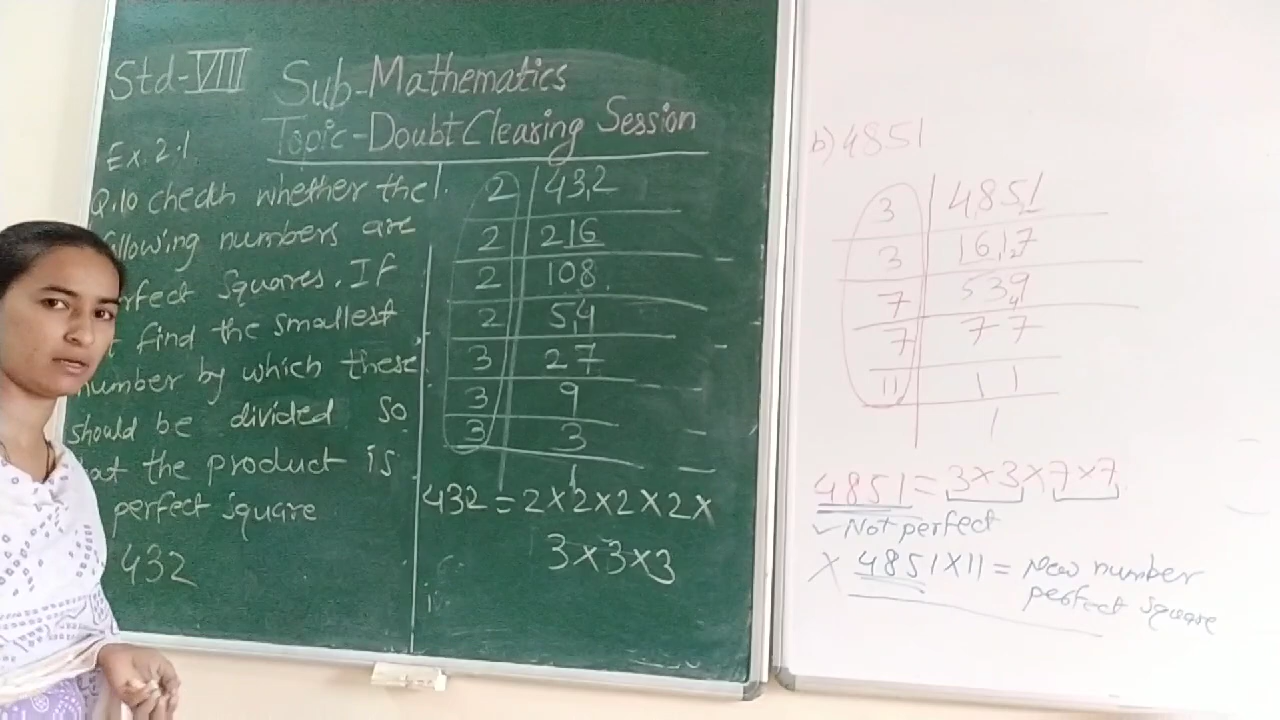 Std-VIII Sub-Mathematics
Topic-Doubt Clearing Session
Ex. 2.1
Q.10 checth whether the
following numbers are
rfect squares. If
t find the smallest
number by which these
should be divided so
hat the product is
perfect square
432
2 | 432
2 | 216
2 | 108
2 | 54
3 | 27
3 | 9
3 | 3
1
432 = 2×2×2×2×
3×3×3
b) 4851
3 | 4851
3 | 1617
7 | 539
7 | 77
11 | 11
1
4851 = 3×3×7×7
✓ Not perfect
× 4851×11 = New number
perfect square